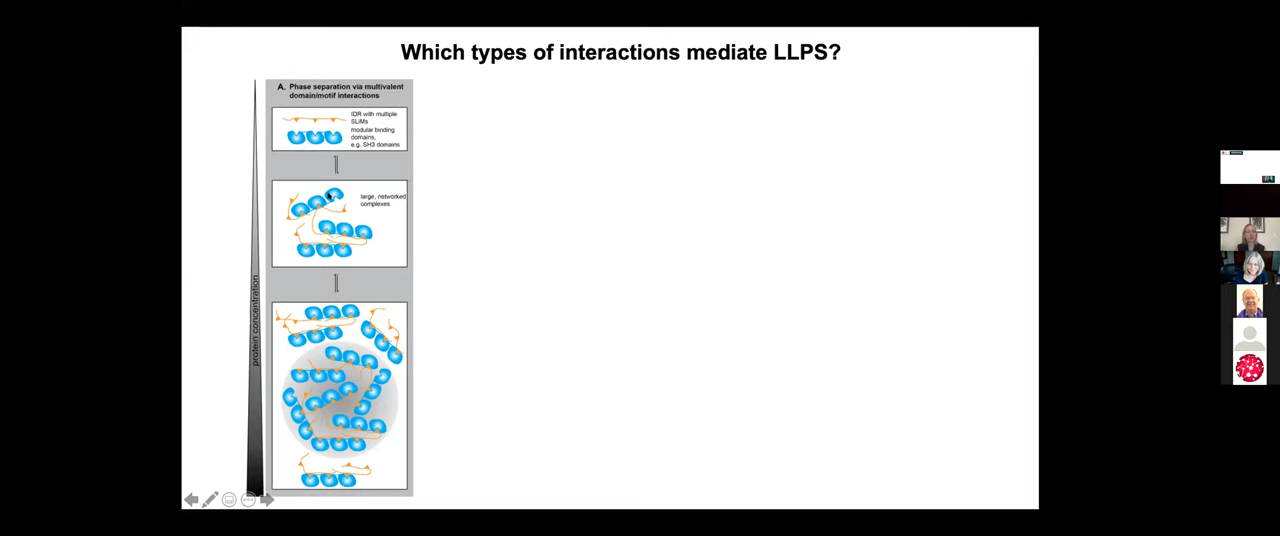 Which types of interactions mediate LLPS?
A. Phase separation via multivalent
domain/motif interactions
IDR with multiple
SLiMs
modular binding
domains,
e.g. SH3 domains
large, networked
complexes
protein concentration